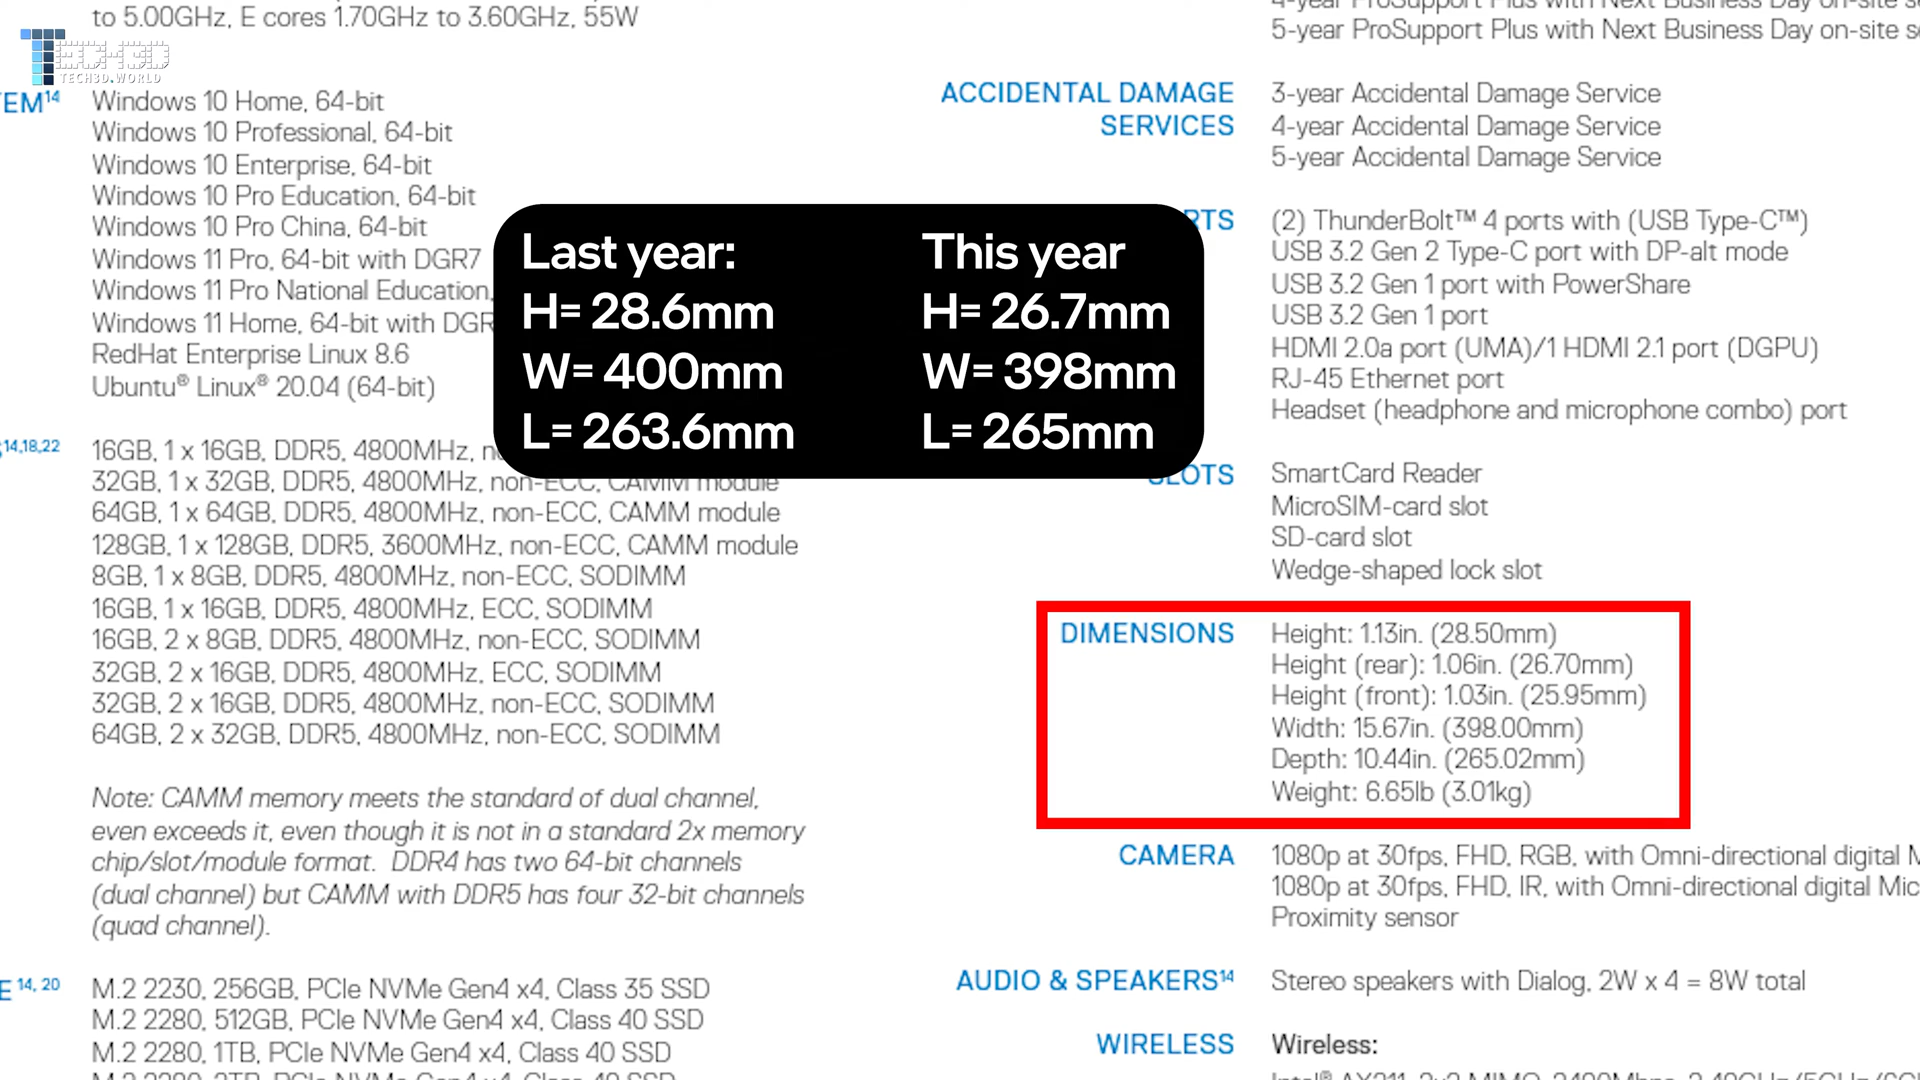 to 5.00GHz, E cores 1.70GHz to 3.60GHz, 55W
TECH3D
TECH3D.WORLD
TEM14
Windows 10 Home, 64-bit
Windows 10 Professional, 64-bit
Windows 10 Enterprise, 64-bit
Windows 10 Pro Education, 64-bit
Windows 10 Pro China, 64-bit
Windows 11 Pro, 64-bit with DGR7
Windows 11 Pro National Education,
Windows 11 Home, 64-bit with DGR
RedHat Enterprise Linux 8.6
Ubuntu® Linux® 20.04 (64-bit)
14,18,22
16GB, 1 x 16GB, DDR5, 4800MHz,
32GB, 1 x 32GB, DDR5, 4800MHz, non-ECC, CAMM module
64GB, 1 x 64GB, DDR5, 4800MHz, non-ECC, CAMM module
128GB, 1 x 128GB, DDR5, 3600MHz, non-ECC, CAMM module
8GB, 1 x 8GB, DDR5, 4800MHz, non-ECC, SODIMM
16GB, 1 x 16GB, DDR5, 4800MHz, ECC, SODIMM
16GB, 2 x 8GB, DDR5, 4800MHz, non-ECC, SODIMM
32GB, 2 x 16GB, DDR5, 4800MHz, ECC, SODIMM
32GB, 2 x 16GB, DDR5, 4800MHz, non-ECC, SODIMM
64GB, 2 x 32GB, DDR5, 4800MHz, non-ECC, SODIMM
Note: CAMM memory meets the standard of dual channel,
even exceeds it, even though it is not in a standard 2x memory
chip/slot/module format. DDR4 has two 64-bit channels
(dual channel) but CAMM with DDR5 has four 32-bit channels
(quad channel).
E 14, 20
M.2 2230, 256GB, PCIe NVMe Gen4 x4, Class 35 SSD
M.2 2280, 512GB, PCIe NVMe Gen4 x4, Class 40 SSD
M.2 2280, 1TB, PCIe NVMe Gen4 x4, Class 40 SSD
Last year:
H= 28.6mm
W= 400mm
L= 263.6mm
This year
H= 26.7mm
W= 398mm
L= 265mm
5-year ProSupport Plus with Next Business Day on-site
ACCIDENTAL DAMAGE
SERVICES
3-year Accidental Damage Service
4-year Accidental Damage Service
5-year Accidental Damage Service
RTS
(2) ThunderBolt™ 4 ports with (USB Type-C™)
USB 3.2 Gen 2 Type-C port with DP-alt mode
USB 3.2 Gen 1 port with PowerShare
USB 3.2 Gen 1 port
HDMI 2.0a port (UMA)/1 HDMI 2.1 port (DGPU)
RJ-45 Ethernet port
Headset (headphone and microphone combo) port
SLOTS
SmartCard Reader
MicroSIM-card slot
SD-card slot
Wedge-shaped lock slot
DIMENSIONS
Height: 1.13in. (28.50mm)
Height (rear): 1.06in. (26.70mm)
Height (front): 1.03in. (25.95mm)
Width: 15.67in. (398.00mm)
Depth: 10.44in. (265.02mm)
Weight: 6.65lb (3.01kg)
CAMERA
1080p at 30fps, FHD, RGB, with Omni-directional digital
1080p at 30fps, FHD, IR, with Omni-directional digital Mic
Proximity sensor
AUDIO & SPEAKERS14
Stereo speakers with Dialog, 2W x 4 = 8W total
WIRELESS
Wireless: